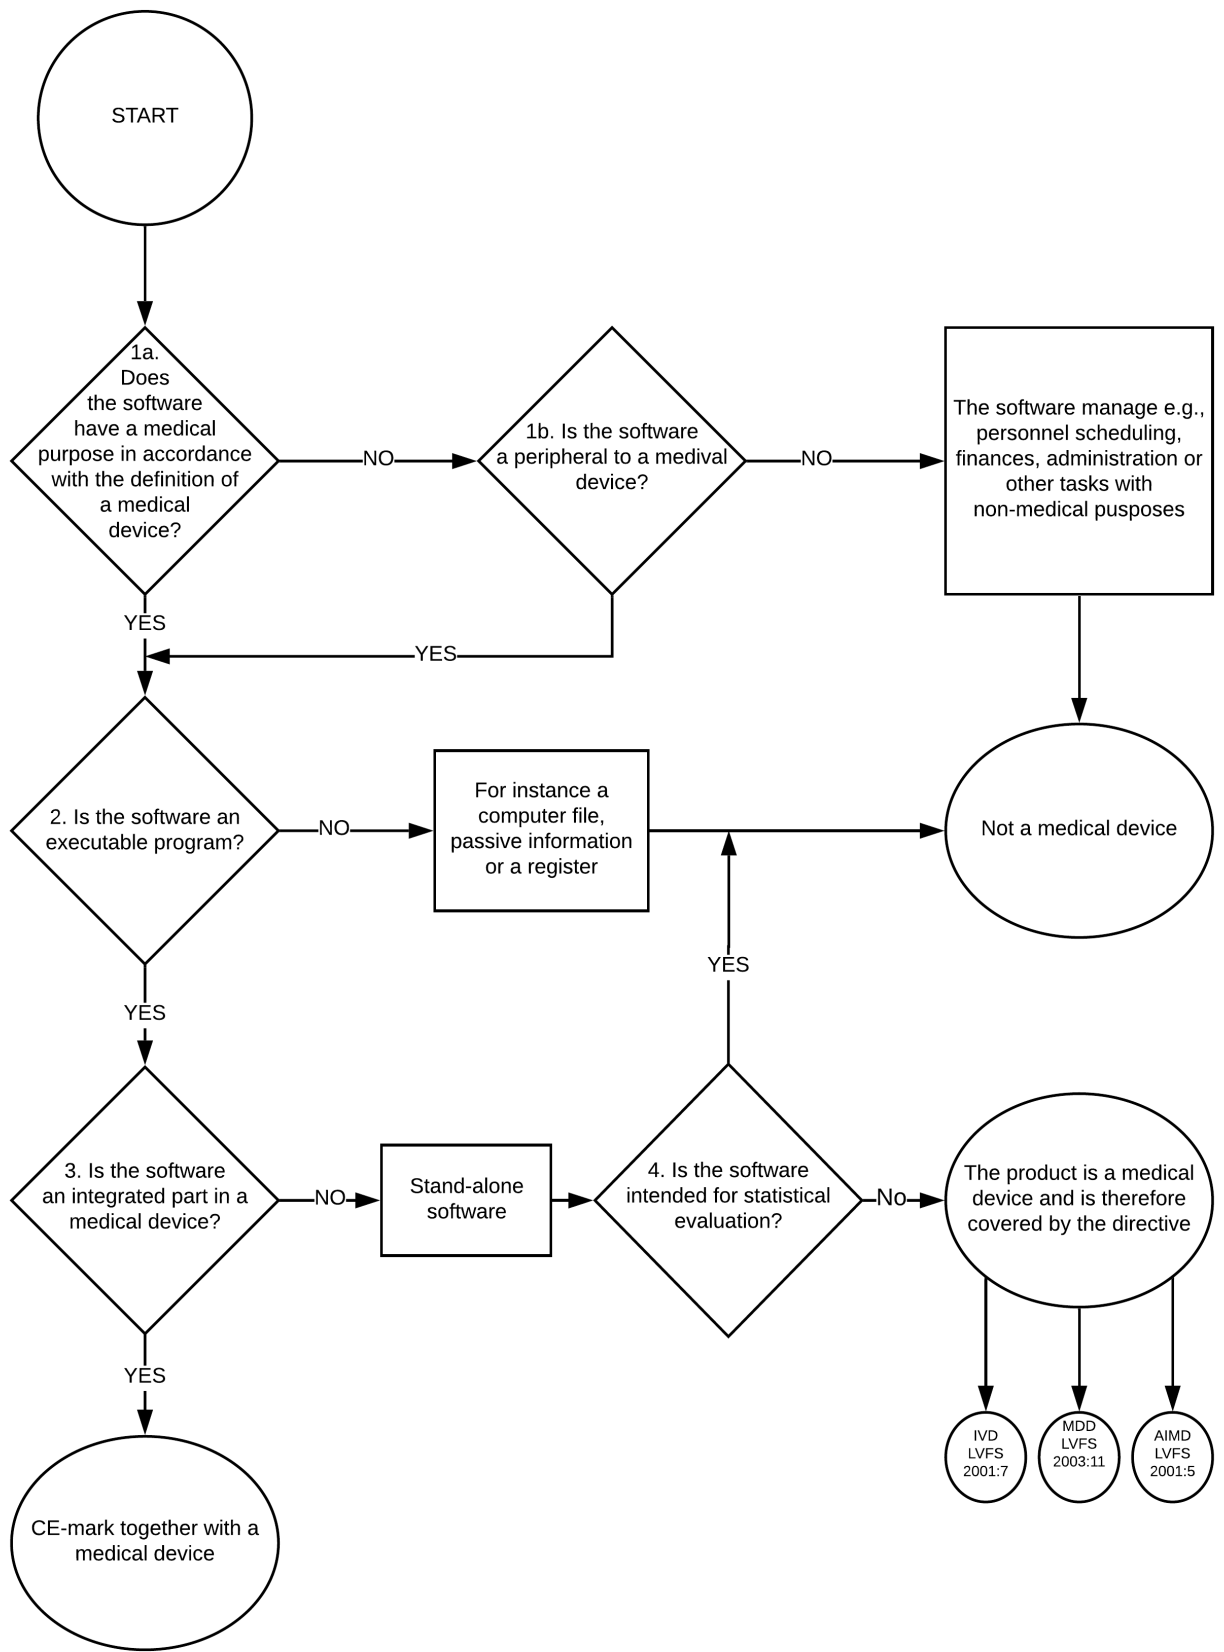 START
1a.
Does
the software
have a medical
purpose in accordance
with the definition of
a medical
device?
NO
1b. Is the software
a peripheral to a medival
device?
NO
The software manage e.g.,
personnel scheduling,
finances, administration or
other tasks with
non-medical pusposes
YES
YES
2. Is the software an
executable program?
NO
For instance a
computer file,
passive information
or a register
Not a medical device
YES
YES
3. Is the software
an integrated part in a
medical device?
NO
Stand-alone
software
4. Is the software
intended for statistical
evaluation?
No
The product is a medical
device and is therefore
covered by the directive
YES
IVD
LVFS
2001:7
MDD
LVFS
2003:11
AIMD
LVFS
2001:5
CE-mark together with a
medical device